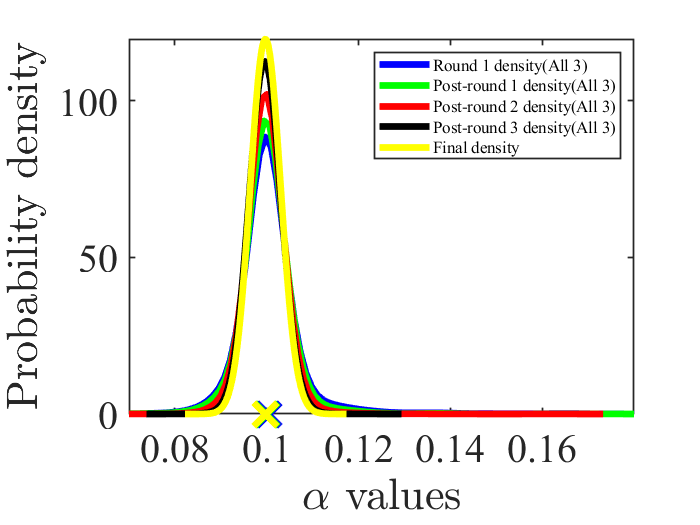 Probability density
100
50
0
Round 1 density(All 3)
Post-round 1 density(All 3)
Post-round 2 density(All 3)
Post-round 3 density(All 3)
Final density
0.08 0.1 0.12 0.14 0.16
α values